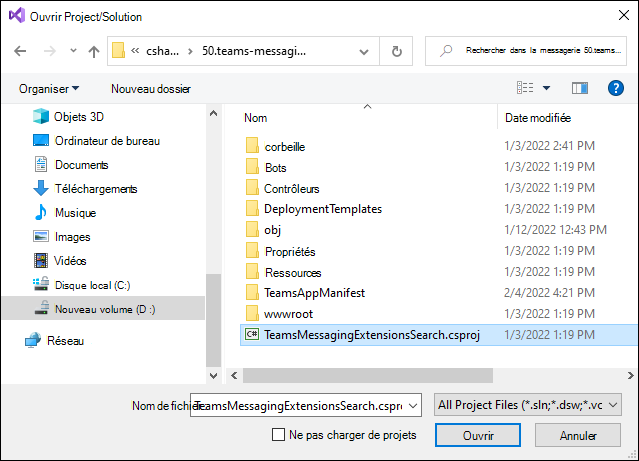 Ouvrir Project/Solution
« csha... > 50.teams-messagi...
Rechercher dans la messagerie 50.teams...
Organiser
Nouveau dossier
?
Objets 3D
Ordinateur de bureau
Documents
Téléchargements
Musique
Images
Vidéos
Disque local (C:)
Nouveau volume (D :)
Réseau
Nom Date modifiée
corbeille 1/3/2022 2:41 PM
Bots 1/3/2022 1:19 PM
Contrôleurs 1/3/2022 1:19 PM
DeploymentTemplates 1/3/2022 1:19 PM
obj 1/12/2022 12:43 PM
Propriétés 1/3/2022 1:19 PM
Ressources 1/3/2022 1:19 PM
TeamsAppManifest 2/4/2022 4:21 PM
wwwroot 1/3/2022 1:19 PM
C# TeamsMessagingExtensionsSearch.csproj 1/3/2022 1:19 PM
Nom de fichier TeamsMessagingExtensionsSearch.cspro
All Project Files (*.sln;*.dsw;*.vc
Ne pas charger de projets
Ouvrir
Annuler